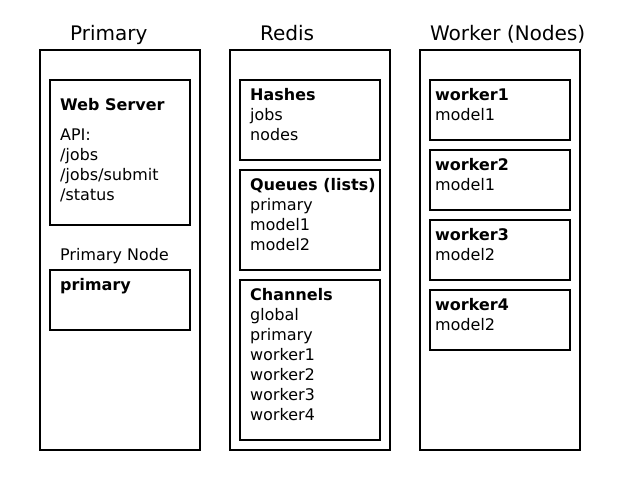 Primary
Web Server
API:
/jobs
/jobs/submit
/status
Primary Node
primary
Redis
Hashes
jobs
nodes
Queues (lists)
primary
model1
model2
Channels
global
primary
worker1
worker2
worker3
worker4
Worker (Nodes)
worker1
model1
worker2
model1
worker3
model2
worker4
model2